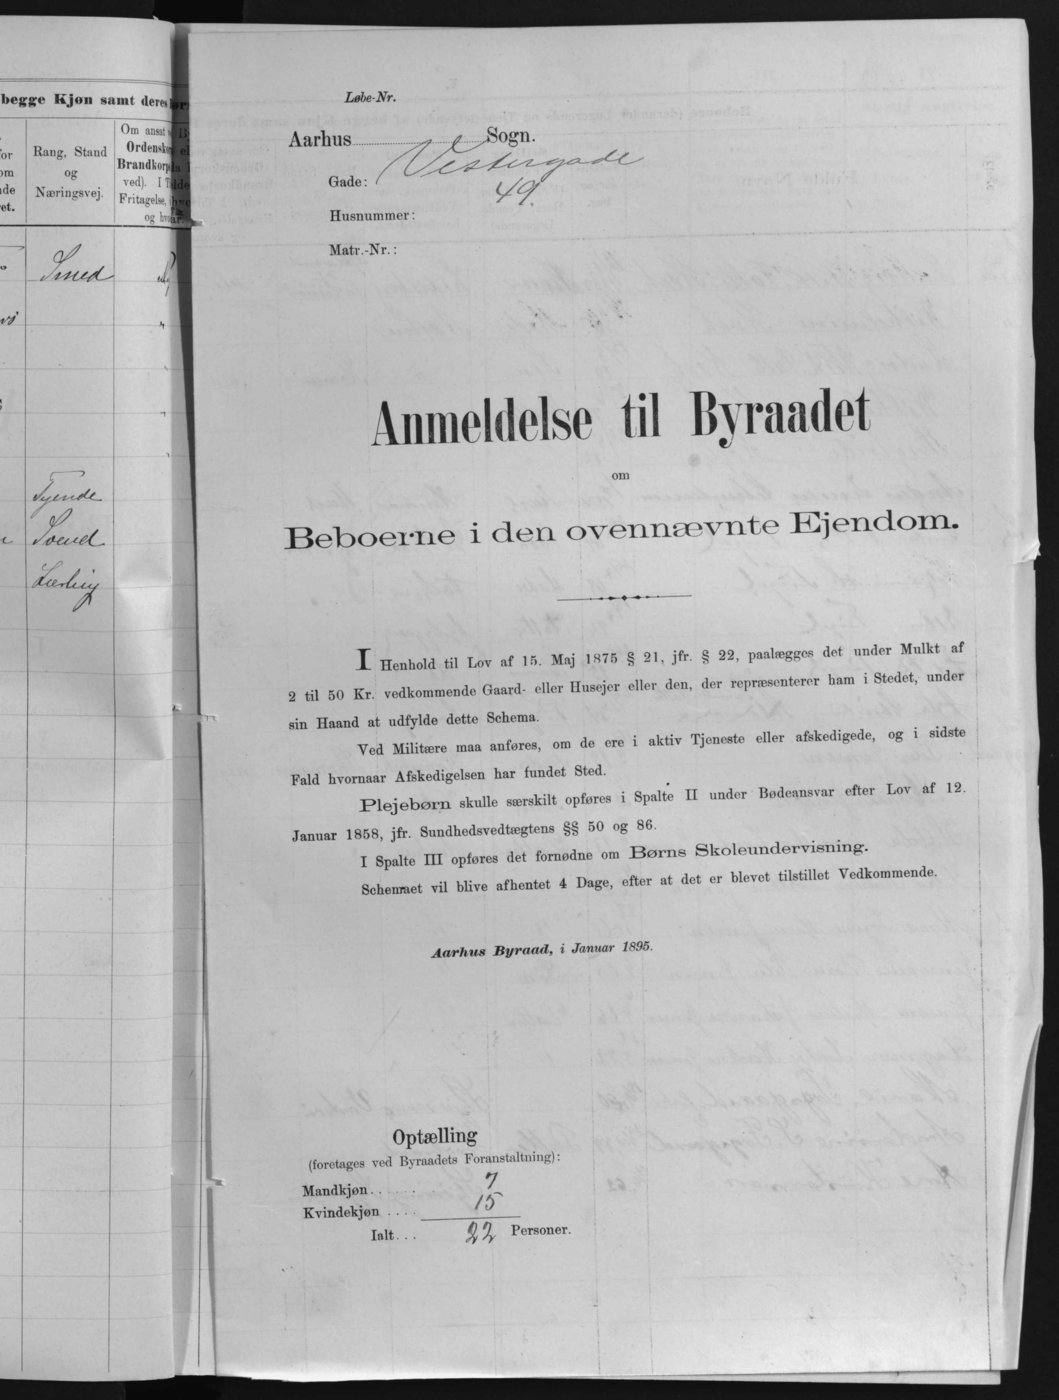 begge Kjøn samt deres
Rang, Stand
og
Næringsvej.
Om ansat
Ordenskorp
Brandkorp
ved). I
Fritagelse,
og
Smed
Tyende
Svend
Lærling
Løbe-Nr.
Aarhus Sogn.
Gade: Vestergade
49.
Husnummer:
Matr.-Nr.:
Anmeldelse til Byraadet
om
Beboerne i den ovennævnte Ejendom.
I Henhold til Lov af 15. Maj 1875 § 21, jfr. § 22, paalægges det under Mulkt af
2 til 50 Kr. vedkommende Gaard- eller Husejer eller den, der repræsenterer ham i Stedet, under
sin Haand at udfylde dette Schema.
Ved Militære maa anføres, om de ere i aktiv Tjeneste eller afskedigede, og i sidste
Fald hvornaar Afskedigelsen har fundet Sted.
Plejebørn skulle særskilt opføres i Spalte II under Bødeansvar efter Lov af 12.
Januar 1858, jfr. Sundhedsvedtægtens §§ 50 og 86.
I Spalte III opføres det fornødne om Børns Skoleundervisning.
Schemaet vil blive afhentet 4 Dage, efter at det er blevet tilstillet Vedkommende.
Aarhus Byraad, i Januar 1895.
Optælling
(foretages ved Byraadets Foranstaltning):
Mandkjøn...... 7
Kvindekjøn .... 15
Ialt... 22 Personer.